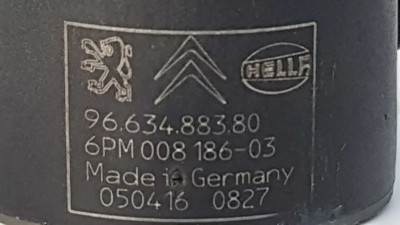 HELLA
96.634.883.80
6PM 008 186-03
Made in Germany
050416 0827